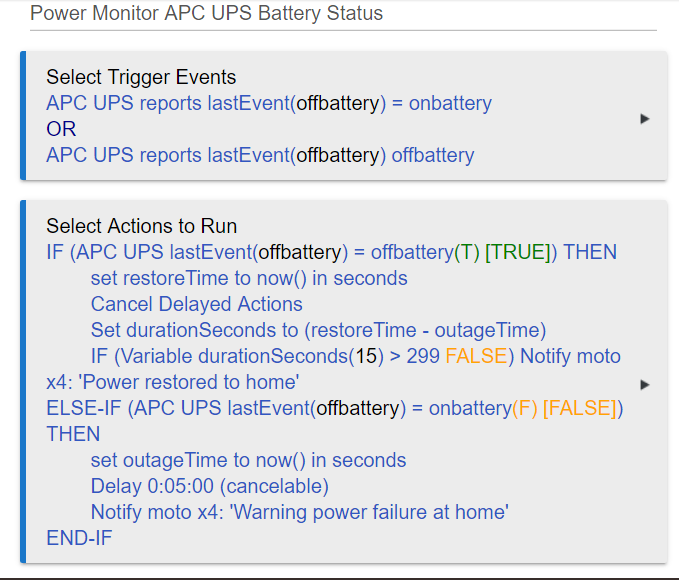 Power Monitor APC UPS Battery Status
Select Trigger Events
APC UPS reports lastEvent(offbattery) = onbattery
OR
APC UPS reports lastEvent(offbattery) offbattery
Select Actions to Run
IF (APC UPS lastEvent(offbattery) = offbattery(T) [TRUE]) THEN
set restoreTime to now() in seconds
Cancel Delayed Actions
Set durationSeconds to (restoreTime - outageTime)
IF (Variable durationSeconds(15) > 299 FALSE) Notify moto
x4: 'Power restored to home'
ELSE-IF (APC UPS lastEvent(offbattery) = onbattery(F) [FALSE])
THEN
set outageTime to now() in seconds
Delay 0:05:00 (cancelable)
Notify moto x4: 'Warning power failure at home'
END-IF